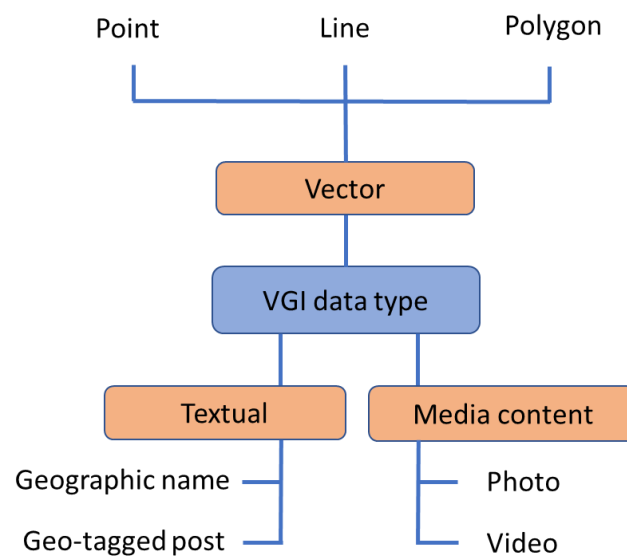 Point
Line
Polygon
Vector
VGI data type
Textual
Media content
Geographic name
Photo
Geo-tagged post
Video